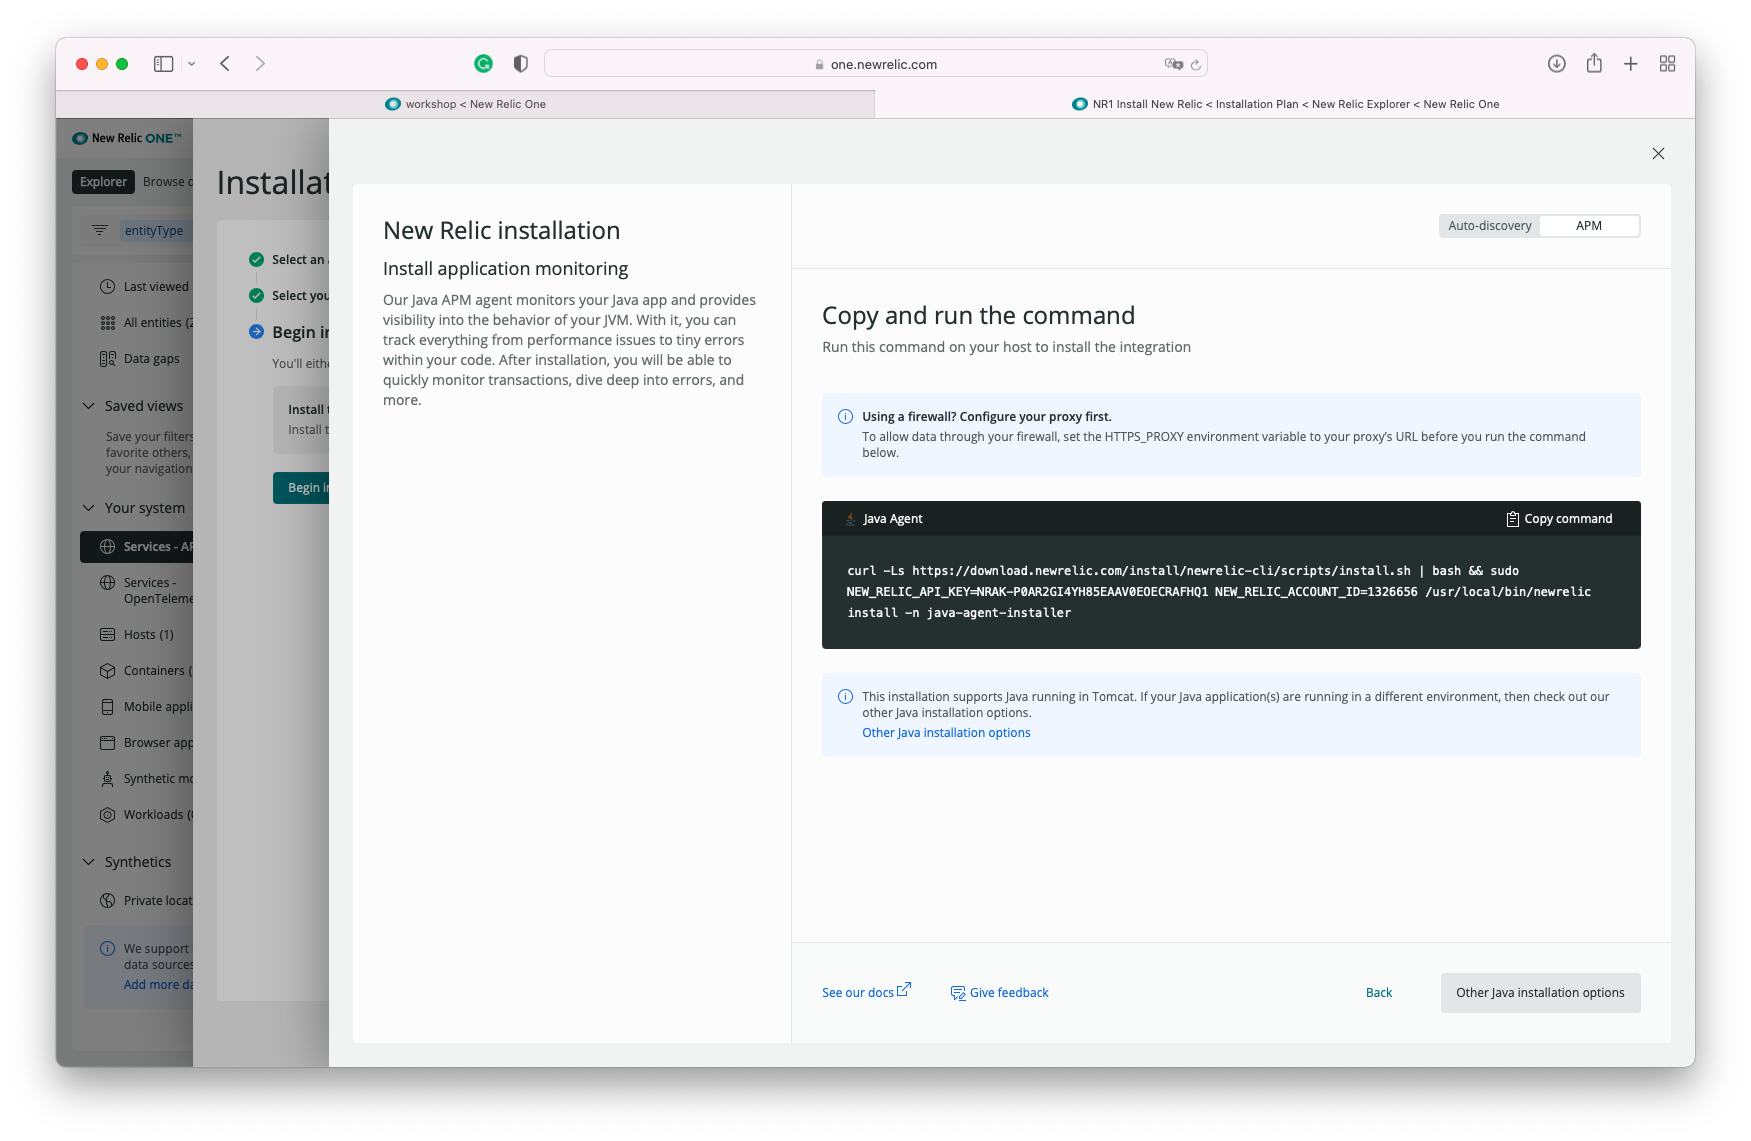 one.newrelic.com
workshop < New Relic One
NR1 Install New Relic < Installation Plan < New Relic Explorer < New Relic One
New Relic ONE™
Explorer
Browse
entityType
Last viewed
All entities
Data gaps
Saved views
Save your filters
favorite others,
your navigation
Your system
Services -
Services -
Hosts (1)
Containers
Mobile
Browser
Synthetic
Workloads
Synthetics
Private
We support
data sources
Add more
Select an
Select
Begin
You'll
Install
Install
Begin
New Relic installation
Install application monitoring
Our Java APM agent monitors your Java app and provides
visibility into the behavior of your JVM. With it, you can
track everything from performance issues to tiny errors
within your code. After installation, you will be able to
quickly monitor transactions, dive deep into errors, and
more.
Auto-discovery
APM
Copy and run the command
Run this command on your host to install the integration
Using a firewall? Configure your proxy first.
To allow data through your firewall, set the HTTPS_PROXY environment variable to your proxy's URL before you run the command
below.
Java Agent
Copy command
curl -Ls https://download.newrelic.com/install/newrelic-cli/scripts/install.sh | bash && sudo
NEW_RELIC_API_KEY=NRAK-P0AR2GI4YH85EAAV0EOECRAFHQ1 NEW_RELIC_ACCOUNT_ID=1326656 /usr/local/bin/newrelic
install -n java-agent-installer
This installation supports Java running in Tomcat. If your Java application(s) are running in a different environment, then check out our
other Java installation options.
Other Java installation options
See our docs
Give feedback
Back
Other Java installation options